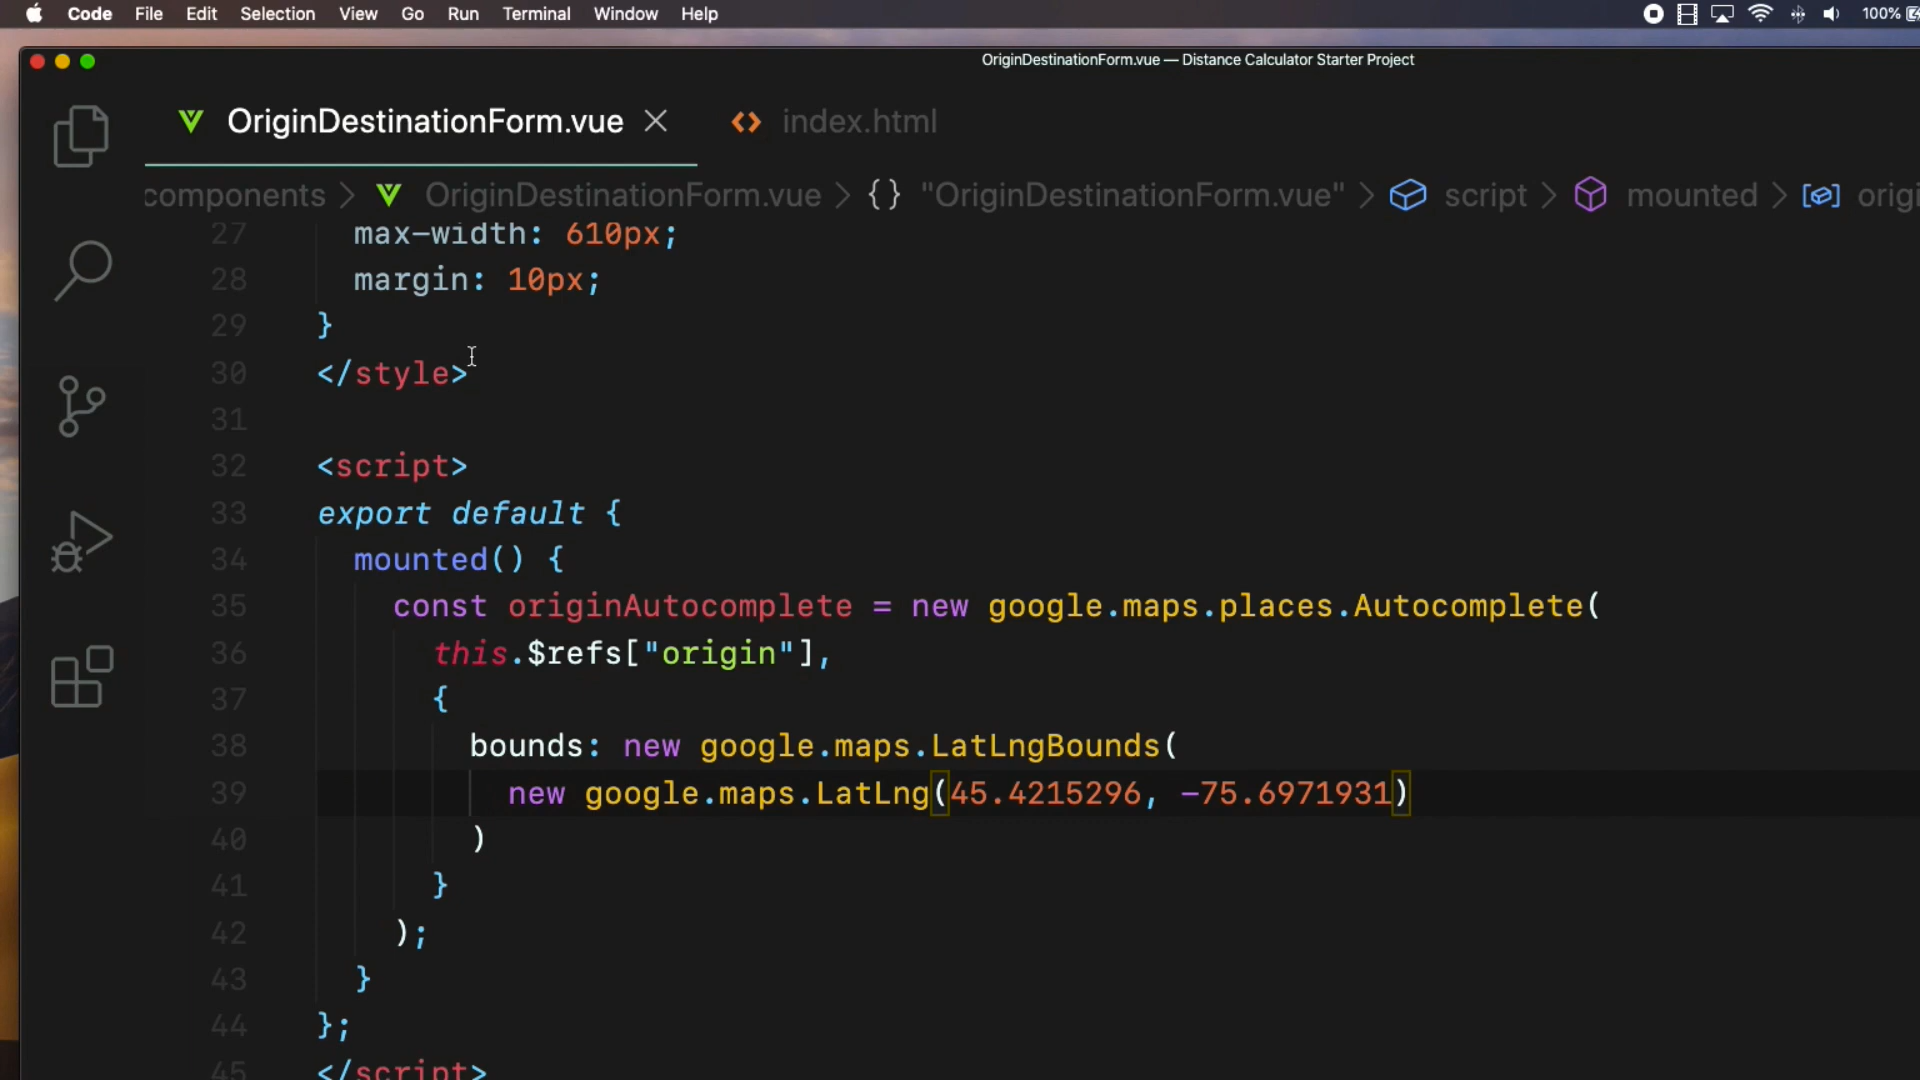 Code File Edit Selection View Go Run Terminal Window Help 100%
OriginDestinationForm.vue — Distance Calculator Starter Project
OriginDestinationForm.vue index.html
components > OriginDestinationForm.vue > {} "OriginDestinationForm.vue" > script > mounted >
27 max-width: 610px;
28 margin: 10px;
29 }
30 </style>
31
32 <script>
33 export default {
34 mounted() {
35 const originAutocomplete = new google.maps.places.Autocomplete(
36 this.$refs["origin"],
37 {
38 bounds: new google.maps.LatLngBounds(
39 new google.maps.LatLng(45.4215296, -75.6971931)
40 )
41 }
42 );
43 }
44 };
45 </script>